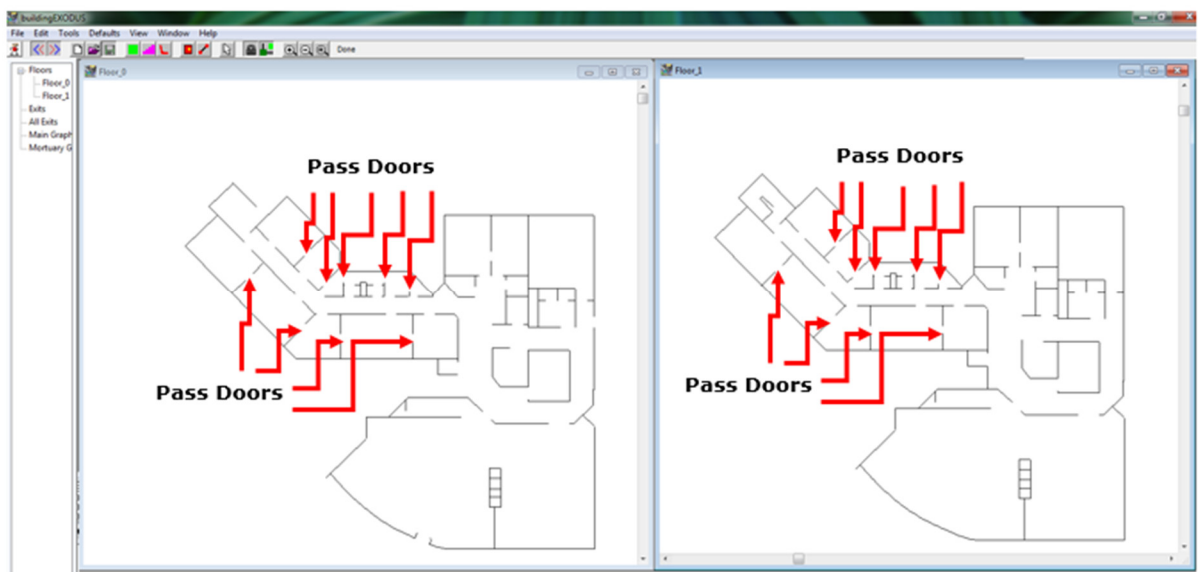 buildingEXODUS
File Edit Tools Defaults View Window Help
Done
Floors
Floor_0
Floor_1
Exits
All Exits
Main Graph
Mortuary G
Floor_0
Pass Doors
Pass Doors
Floor_1
Pass Doors
Pass Doors